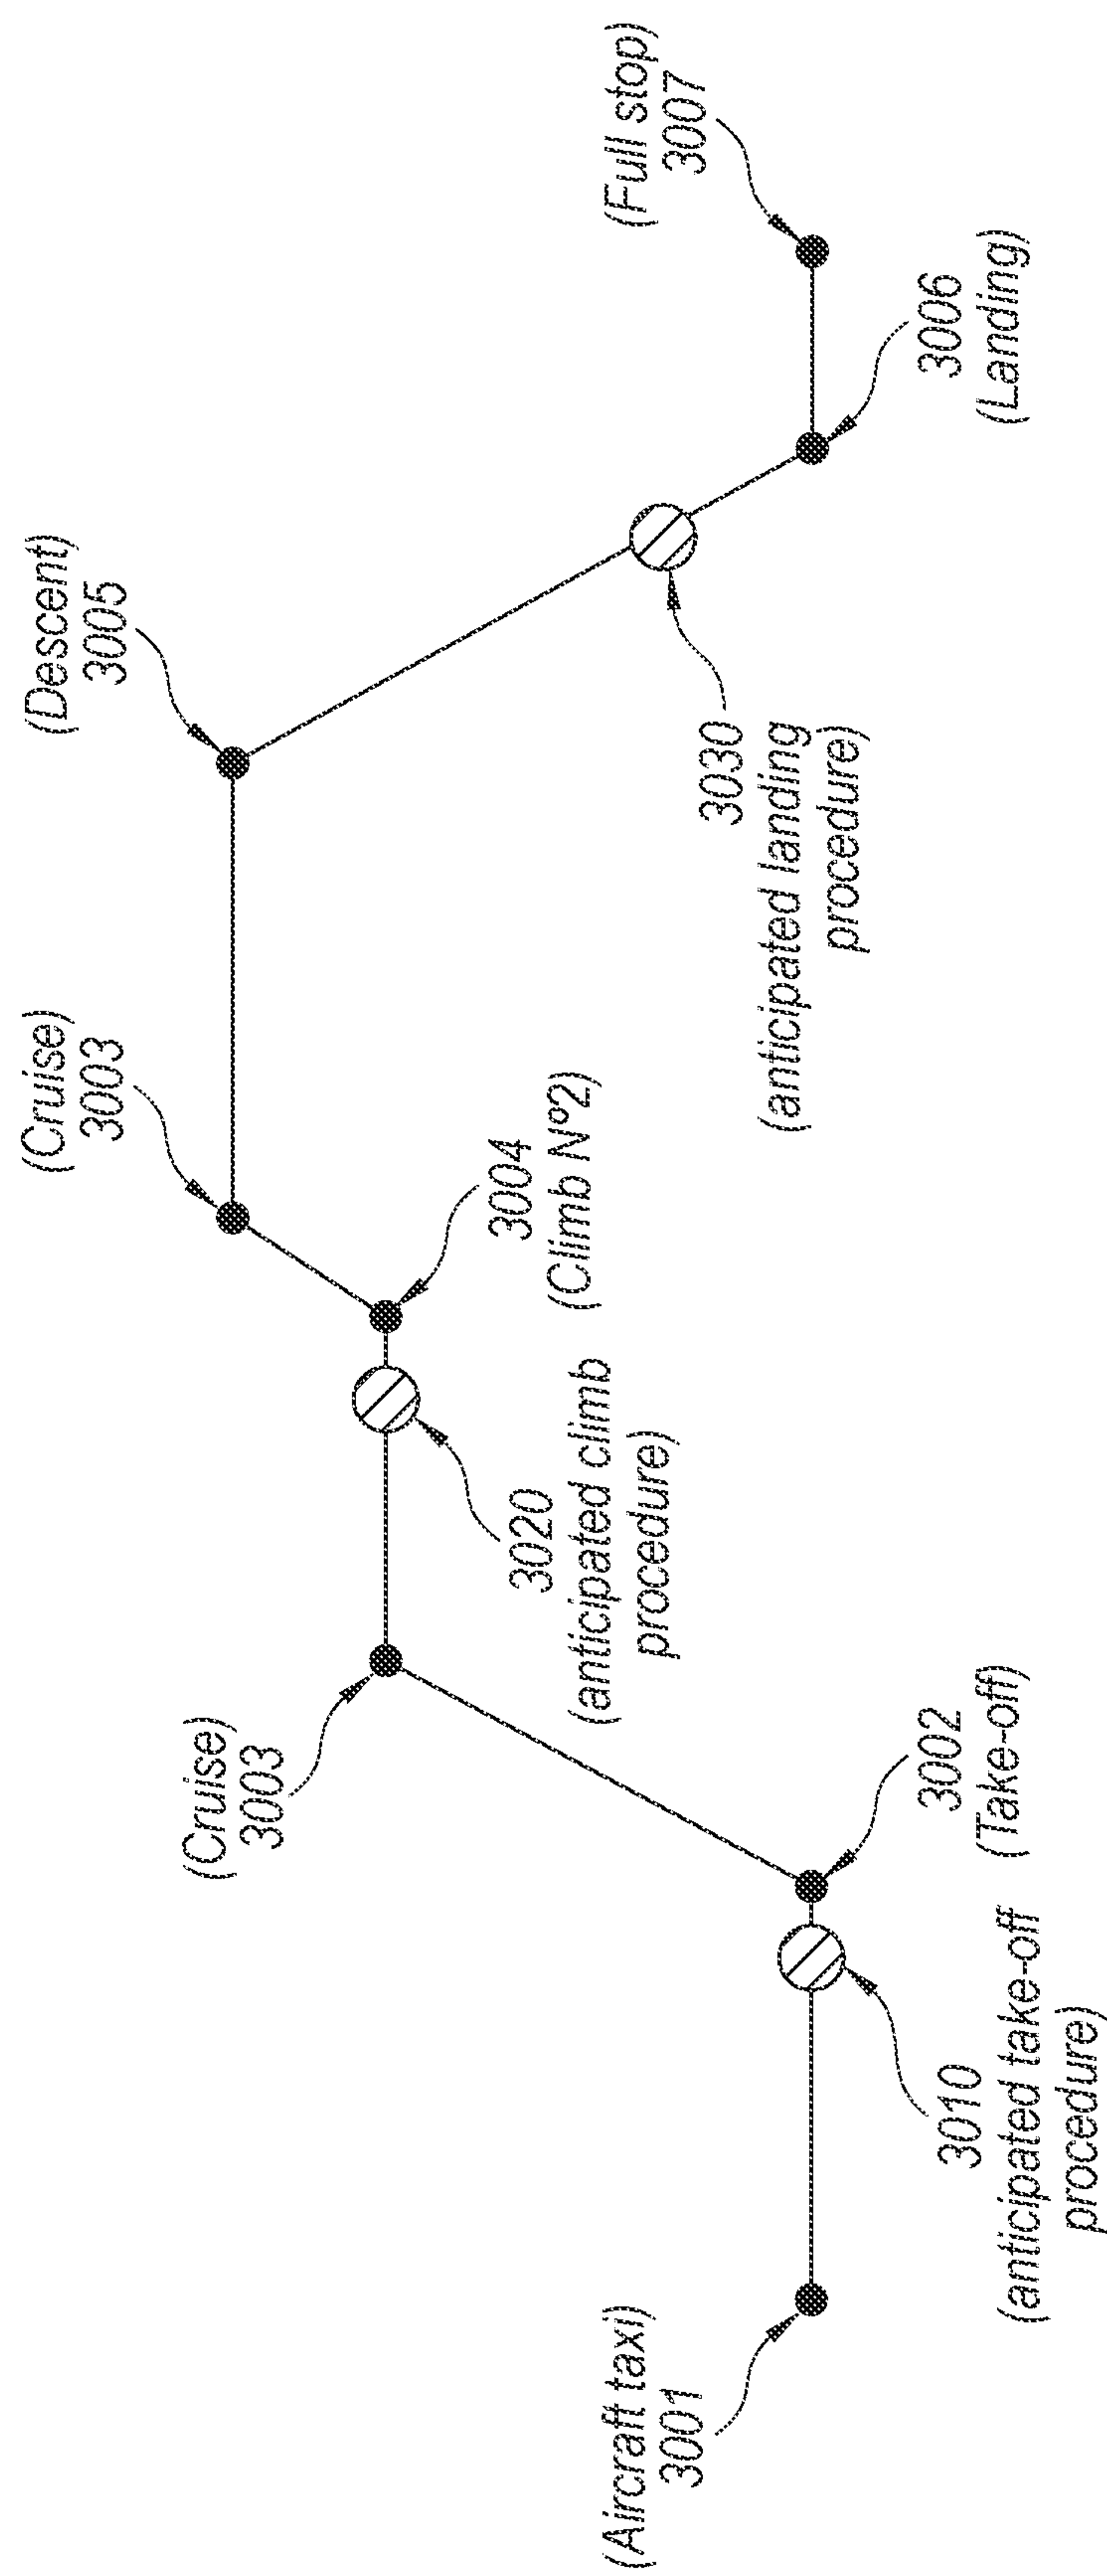 (Aircraft taxi)
3001
3010
(anticipated take-off
procedure)
3002
(Take-off)
(Cruise)
3003
3020
(anticipated climb
procedure)
3004
(Climb Nº2)
(Cruise)
3003
(Descent)
3005
3030
(anticipated landing
procedure)
3006
(Landing)
(Full stop)
3007